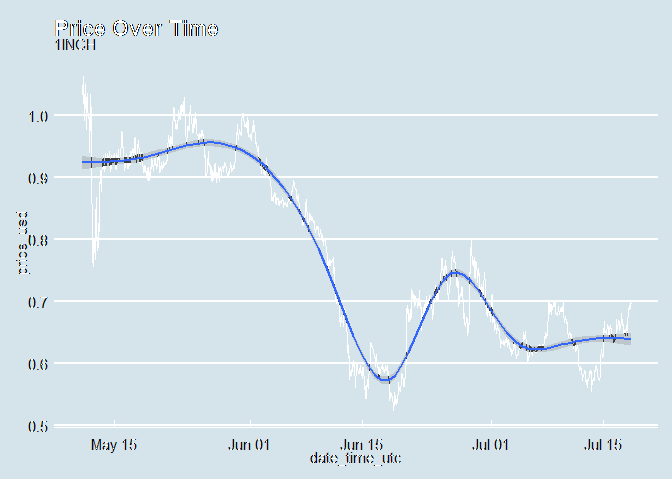 Price Over Time
1INCH
1.0
0.9
0.8
0.7
0.6
0.5
price_usd
May 15
Jun 01
Jun 15
Jul 01
Jul 15
date_time_utc